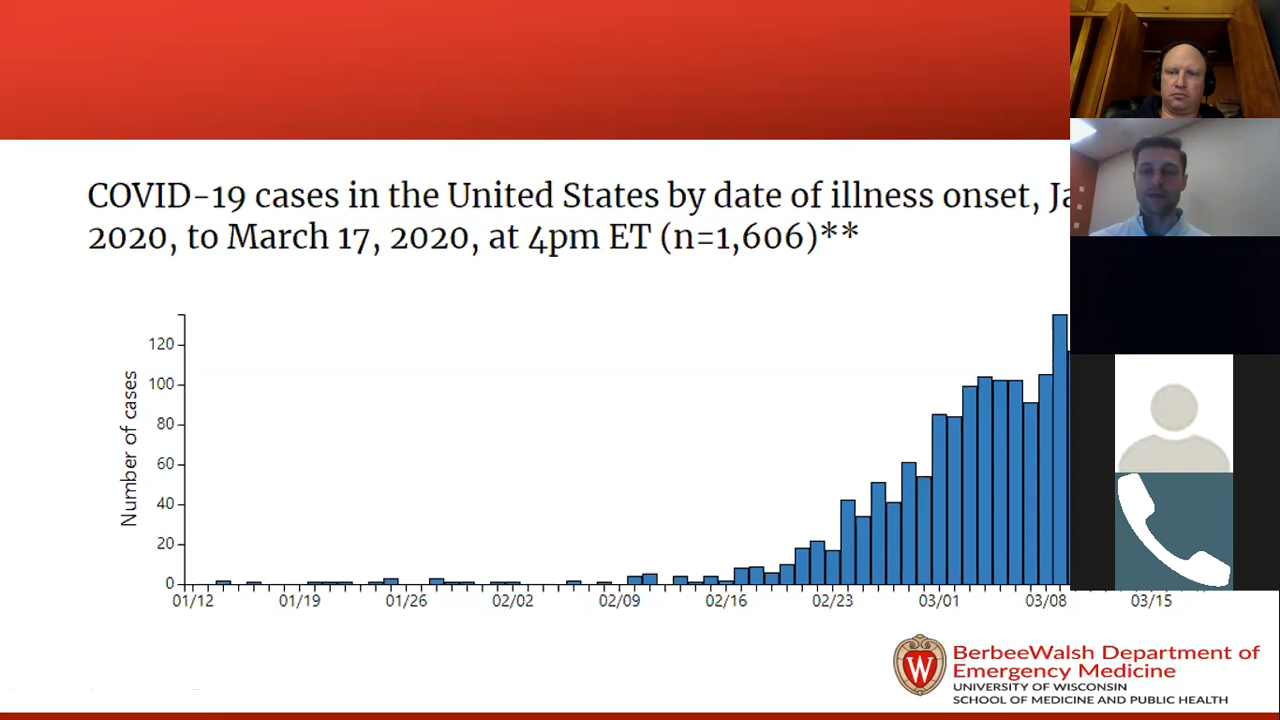 COVID-19 cases in the United States by date of illness onset,
2020, to March 17, 2020, at 4pm ET (n=1,606)**
Number of cases
120
100
80
60
40
20
0
01/12 01/19 01/26 02/02 02/09 02/16 02/23 03/01 03/08 03/15
W
BerbeeWalsh Department of
Emergency Medicine
UNIVERSITY OF WISCONSIN
SCHOOL OF MEDICINE AND PUBLIC HEALTH